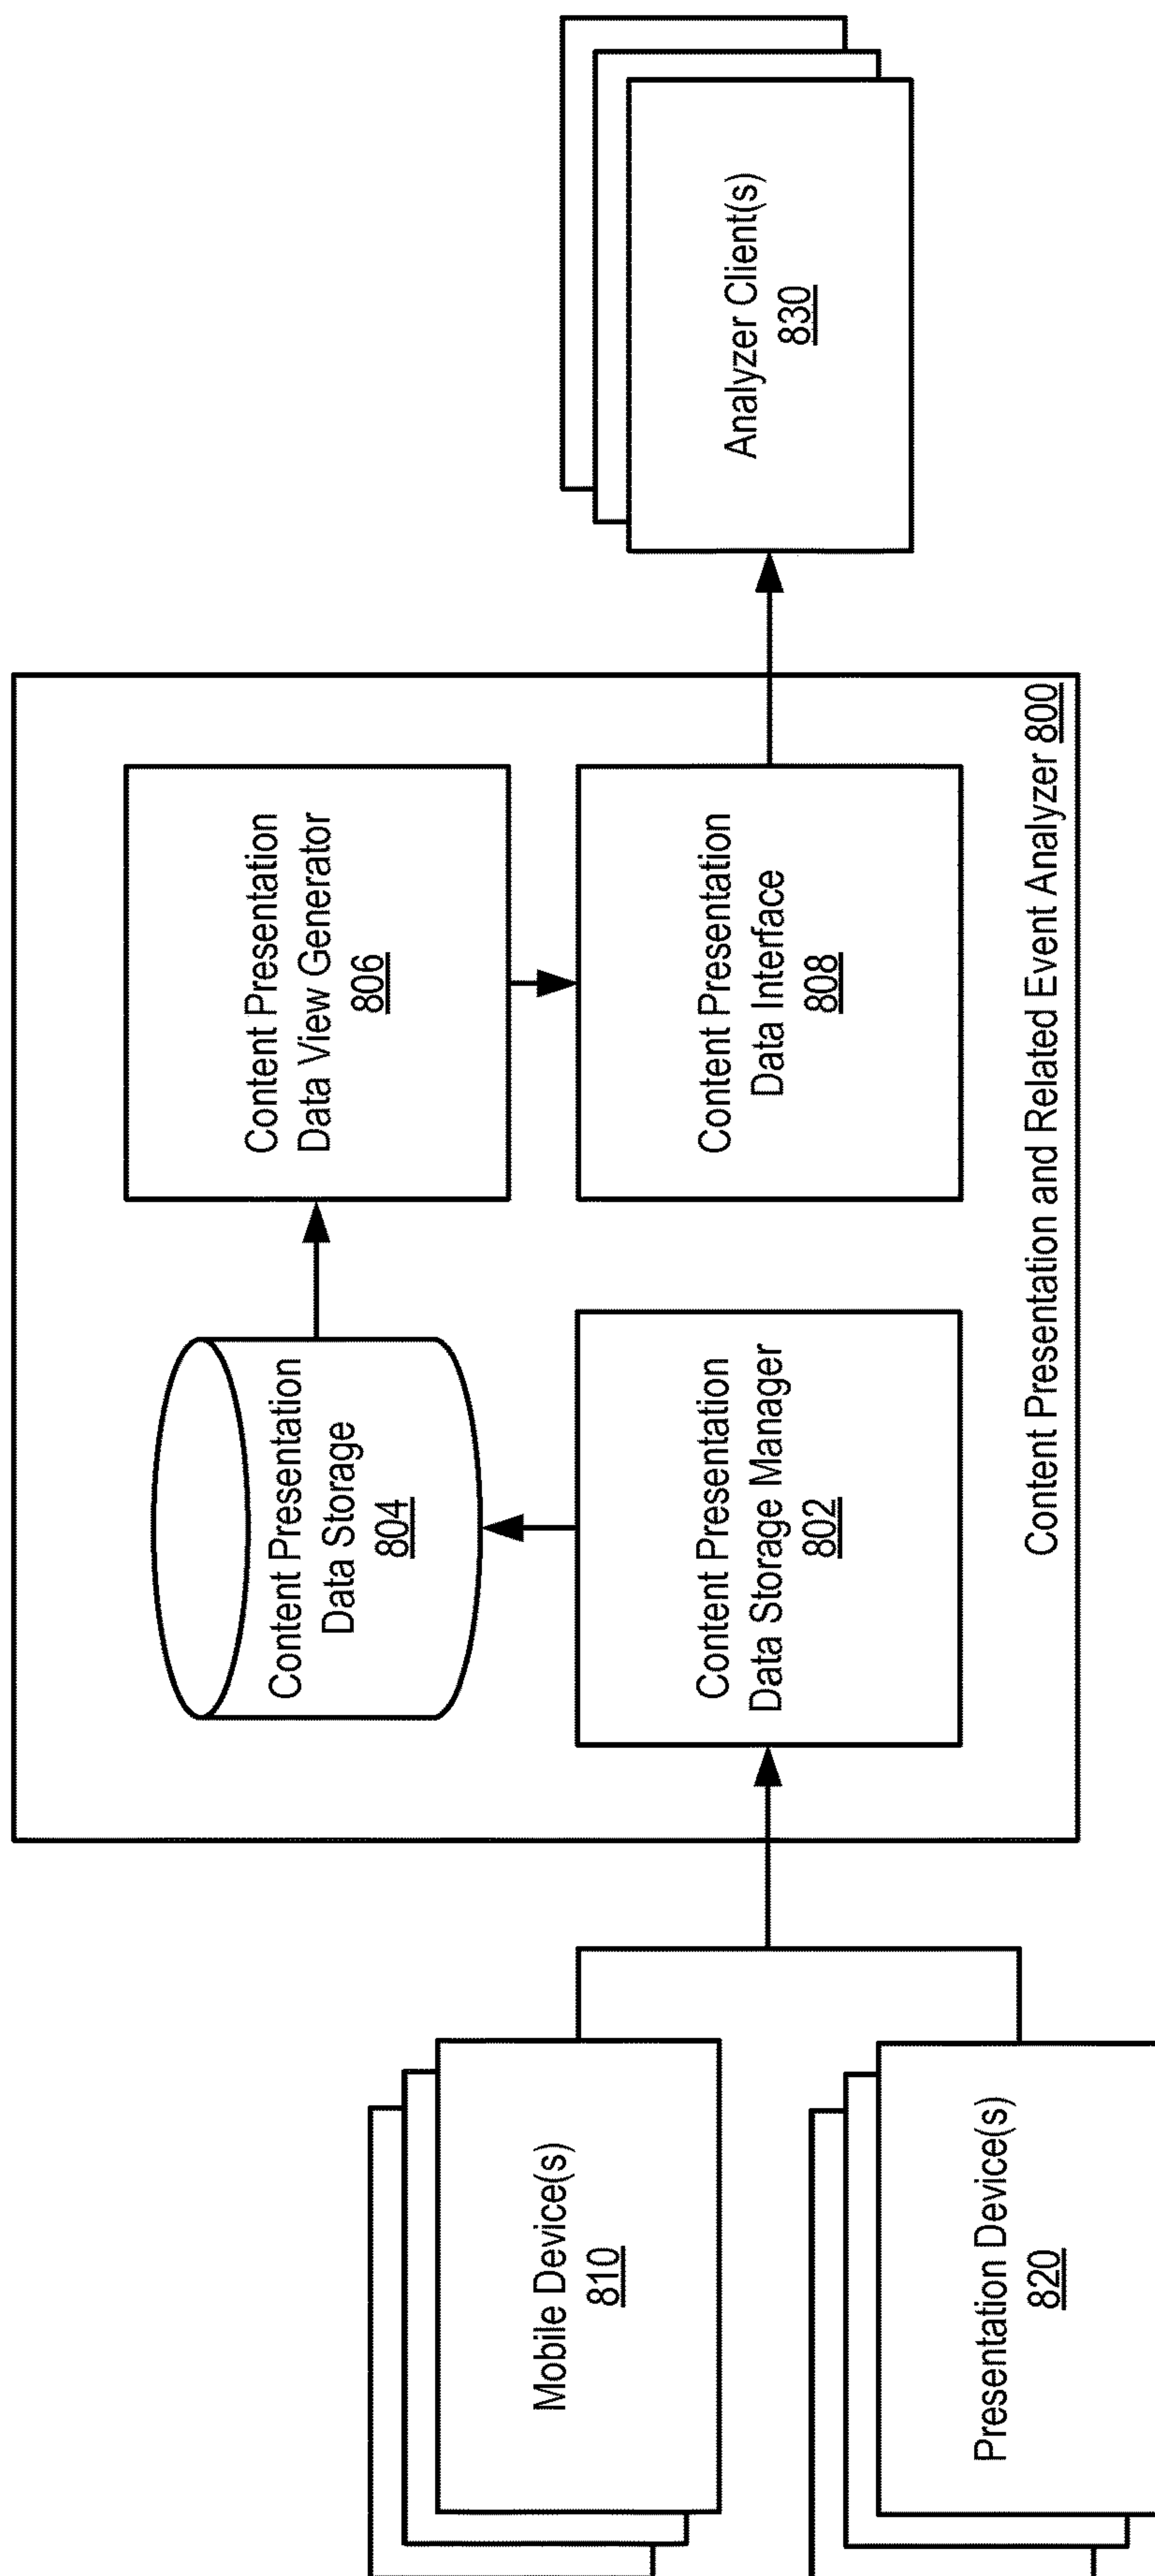 Mobile Device(s)
810
Presentation Device(s)
820
Content Presentation
Data Storage
804
Content Presentation
Data View Generator
806
Content Presentation
Data Storage Manager
802
Content Presentation
Data Interface
808
Content Presentation and Related Event Analyzer 800
Analyzer Client(s)
830